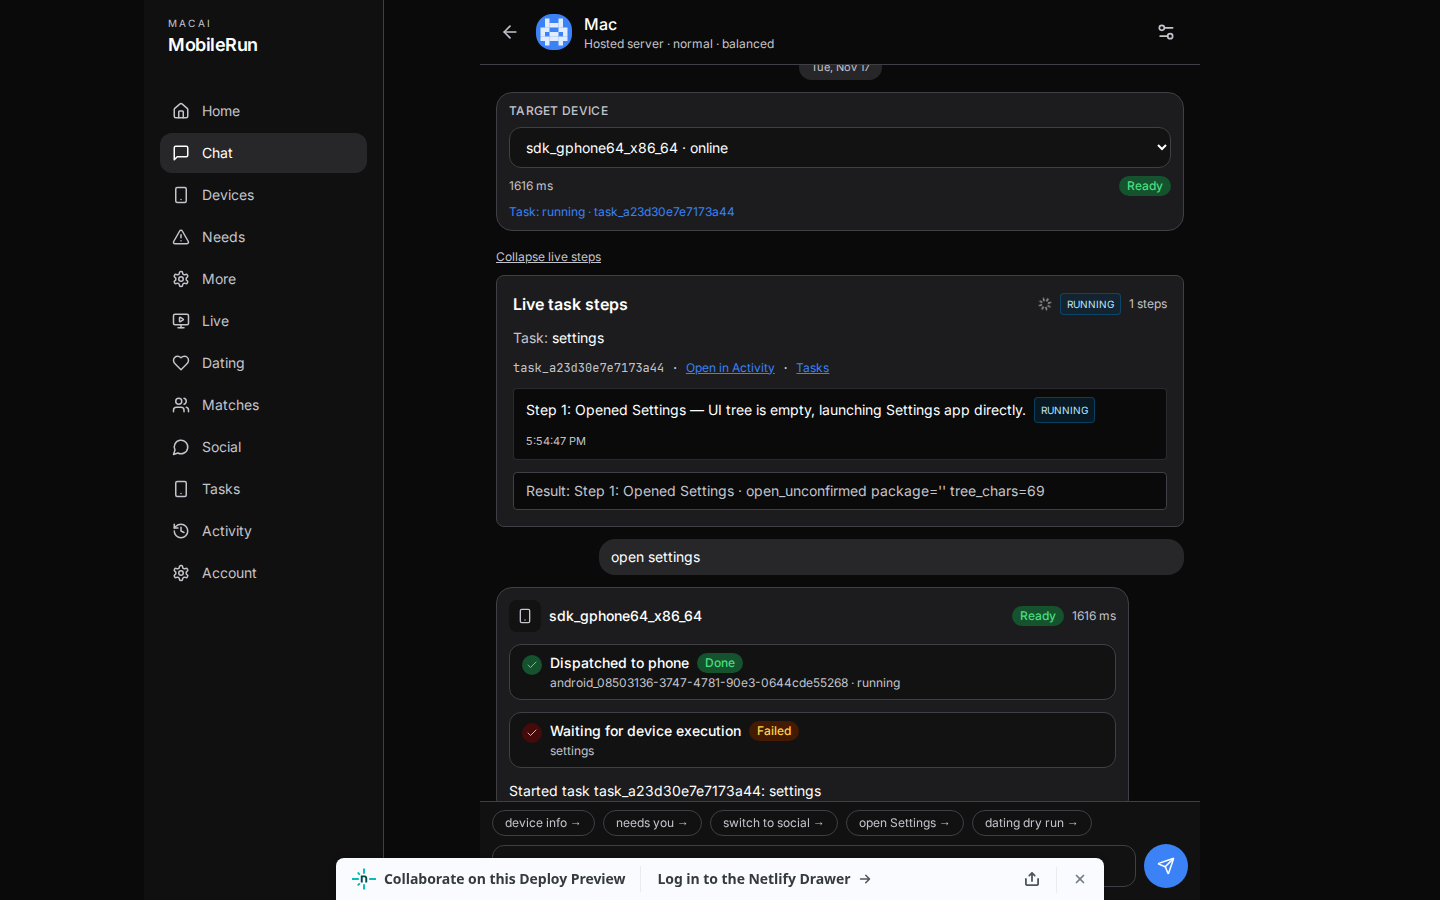 MACAI
MobileRun
Home
Chat
Devices
Needs
More
Live
Dating
Matches
Social
Tasks
Activity
Account
Mac
Hosted server · normal · balanced
Tue, Nov 17
TARGET DEVICE
sdk_gphone64_x86_64 · online
1616 ms
Ready
Task: running · task_a23d30e7e7173a44
Collapse live steps
Live task steps
RUNNING 1 steps
Task: settings
task_a23d30e7e7173a44 · Open in Activity · Tasks
Step 1: Opened Settings — UI tree is empty, launching Settings app directly. RUNNING
5:54:47 PM
Result: Step 1: Opened Settings · open_unconfirmed package='' tree_chars=69
open settings
sdk_gphone64_x86_64
Ready 1616 ms
Dispatched to phone Done
android_08503136-3747-4781-90e3-0644cde55268 · running
Waiting for device execution Failed
settings
Started task task_a23d30e7e7173a44: settings
device info → needs you → switch to social → open Settings → dating dry run →
Collaborate on this Deploy Preview Log in to the Netlify Drawer →